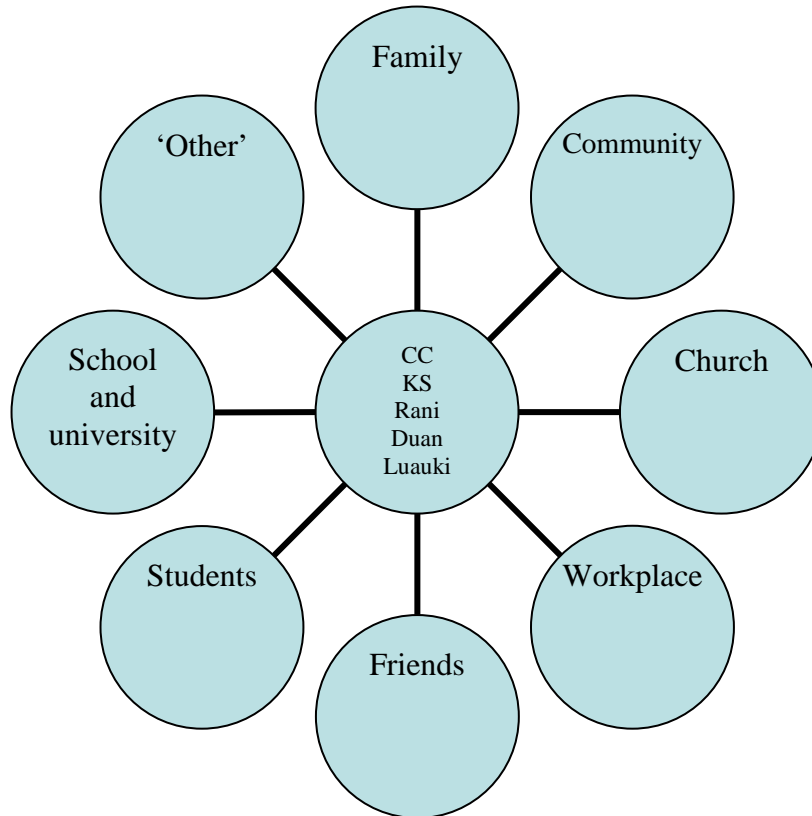 Family
‘Other’
Community
School
and
university
CC
KS
Rani
Duan
Luauki
Church
Students
Workplace
Friends